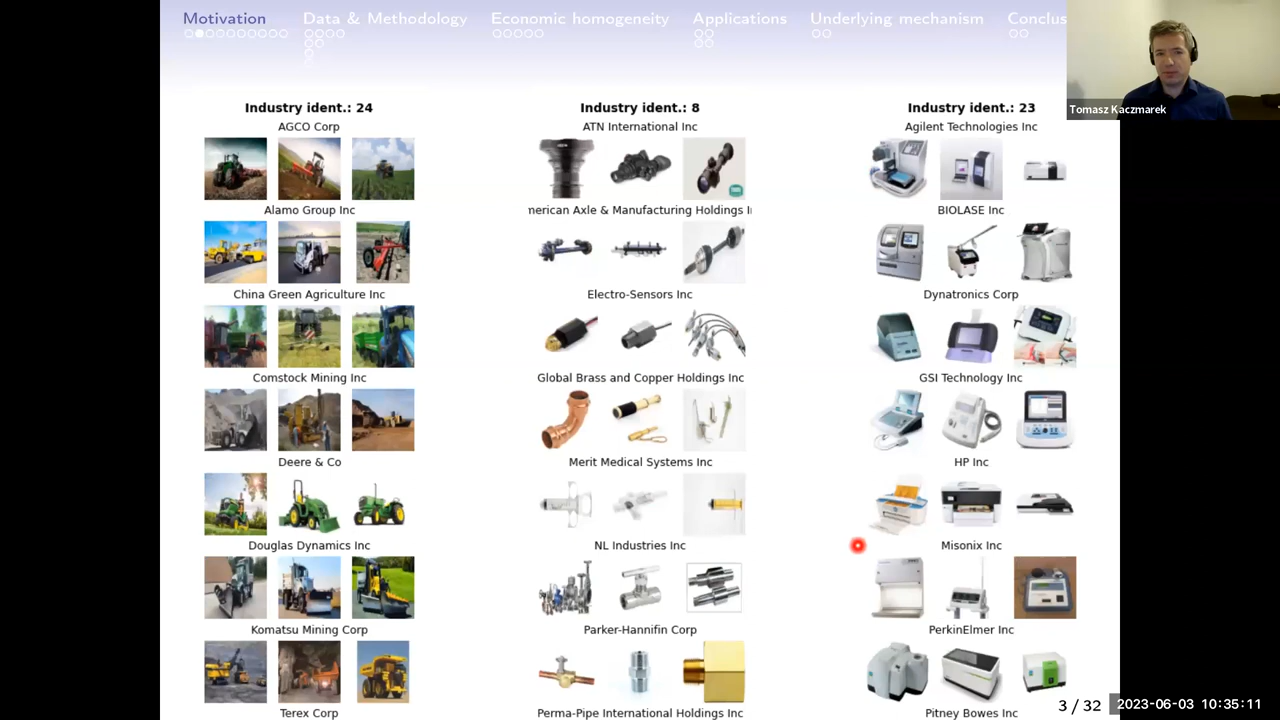 Motivation
Data & Methodology
Economic homogeneity
Applications
Underlying mechanism
Conclus
Tomasz Kaczmarek
Industry ident.: 24
AGCO Corp
Alamo Group Inc
China Green Agriculture Inc
Comstock Mining Inc
Deere & Co
Douglas Dynamics Inc
Komatsu Mining Corp
Terex Corp
Industry ident.: 8
ATN International Inc
merican Axle & Manufacturing Holdings I
Electro-Sensors Inc
Global Brass and Copper Holdings Inc
Merit Medical Systems Inc
NL Industries Inc
Parker-Hannifin Corp
Perma-Pipe International Holdings Inc
Industry ident.: 23
Agilent Technologies Inc
BIOLASE Inc
Dynatronics Corp
GSI Technology Inc
HP Inc
Misonix Inc
PerkinElmer Inc
Pitney Bowes Inc
3 / 32
2023-06-03 10:35:11